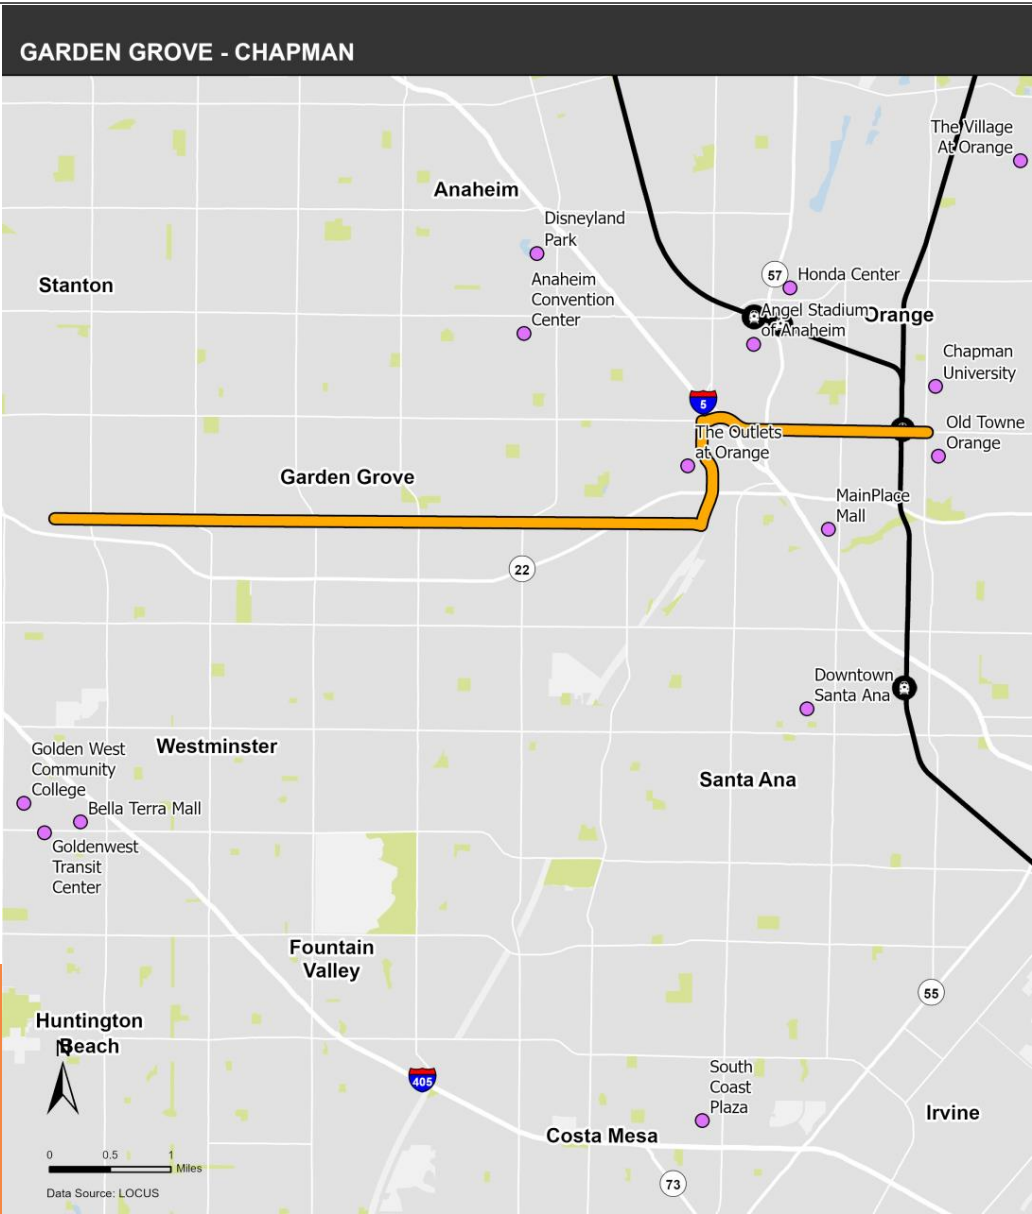 GARDEN GROVE - CHAPMAN
The Village
At Orange
Anaheim
Disneyland
Park
Stanton
57
Honda Center
Anaheim
Convention
Center
Angel Stadium
of Anaheim
Orange
Chapman
University
5
Old Towne
Orange
The Outlets
at Orange
Garden Grove
MainPlace
Mall
22
Downtown
Santa Ana
Golden West
Community
College
Westminster
Santa Ana
Bella Terra Mall
Goldenwest
Transit
Center
Fountain
Valley
55
Huntington
Beach
N
405
South
Coast
Plaza
Irvine
Costa Mesa
0 0.5 1
Miles
73
Data Source: LOCUS